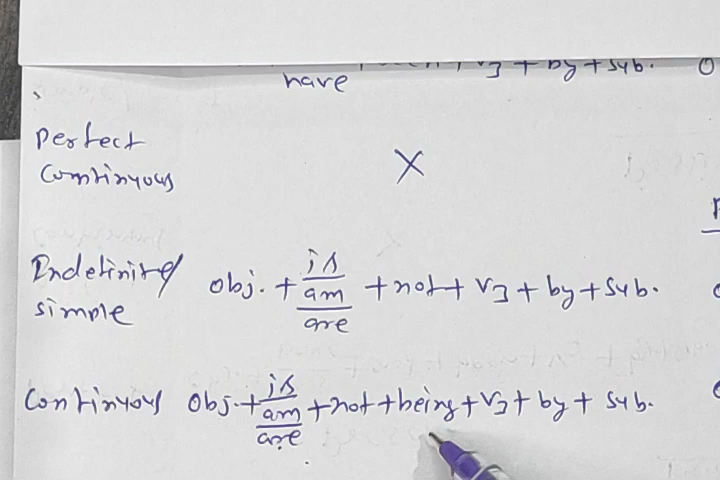 have + v3 + by + sub.
Perfect
Continuous X
Indefinite/ obj. + is/am/are + not + v3 + by + sub.
simple
Continuous obj. + is/am/are + not + being + v3 + by + sub.